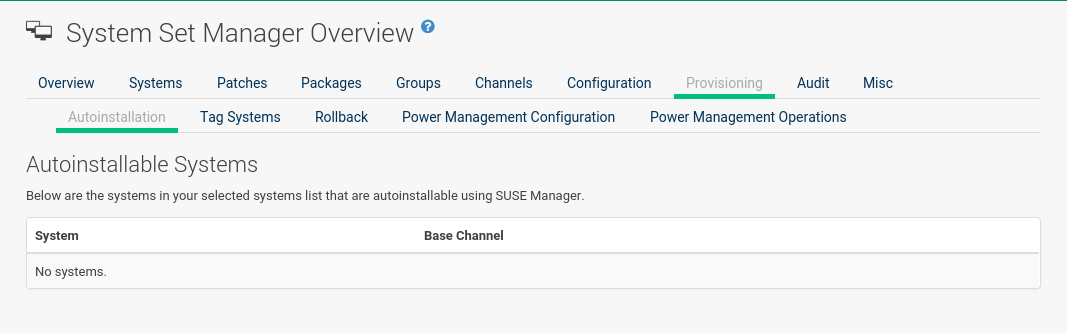 System Set Manager Overview ?
Overview Systems Patches Packages Groups Channels Configuration Provisioning Audit Misc
Autoinstallation Tag Systems Rollback Power Management Configuration Power Management Operations
Autoinstallable Systems
Below are the systems in your selected systems list that are autoinstallable using SUSE Manager.
System Base Channel
No systems.